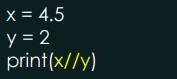 x = 4.5
y = 2
print(x//y)